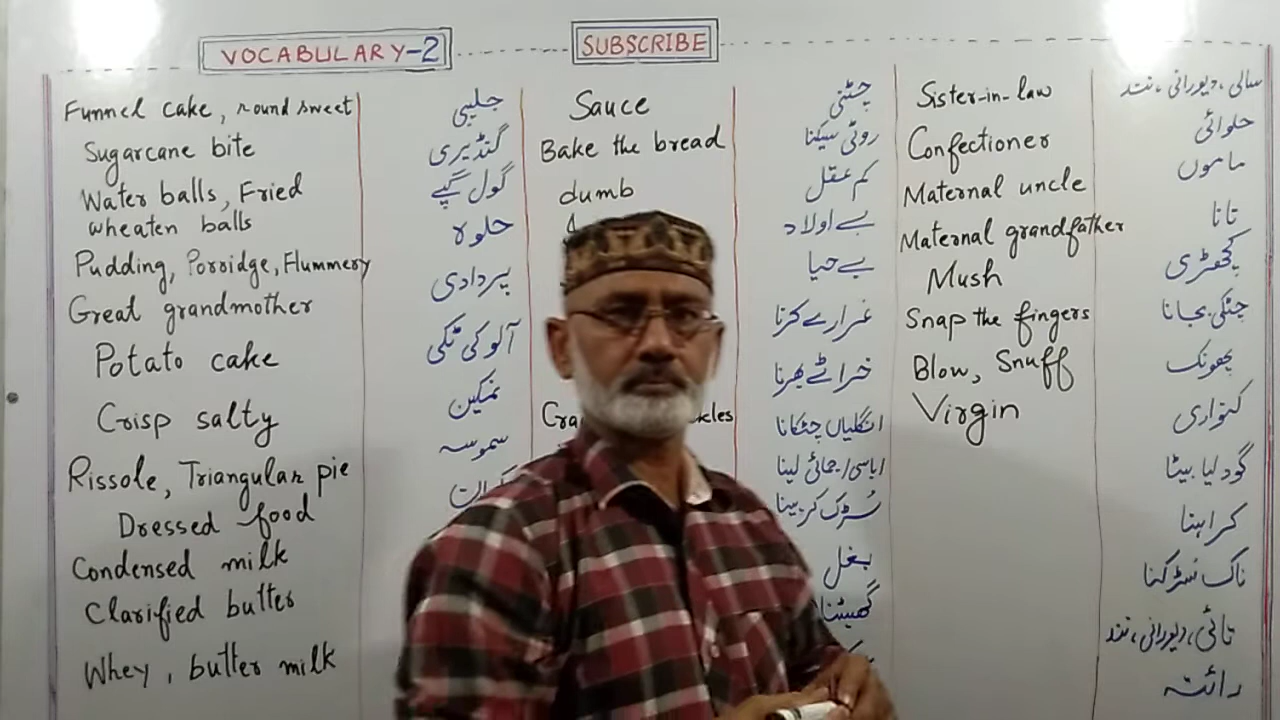 VOCABULARY-2
SUBSCRIBE
Funnel cake, round sweet
Sugarcane bite
Water balls, Fried
wheaten balls
Pudding, Porridge, Flummery
Great grandmother
Potato cake
Crisp salty
Rissole, Triangular pie
Dressed food
Condensed milk
Clarified butter
Whey, butter milk
جلیبی
گنڈیری
گول گپے
حلوہ
پردادی
آلو کی ٹکی
نمکین
سموسہ
Sauce
Bake the bread
dumb
چٹنی
روٹی سیکنا
کم عقل
بے اولاد
بے حیا
غرارے کرنا
خراٹے بھرنا
انگلیاں چٹکانا
اباسی/جمائی لینا
سُڑک کر پینا
بغل
گھسیٹنا
Sister-in-law
Confectioner
Maternal uncle
Maternal grandfather
Mush
Snap the fingers
Blow, Snuff
Virgin
سالی، دیورانی، نند
حلوائی
ماموں
نانا
کھچڑی
چٹکی بجانا
پھونک
کنواری
گود لیا بیٹا
کراہنا
ناک سڑکنا
تائی، دیورانی، نند
رائتہ